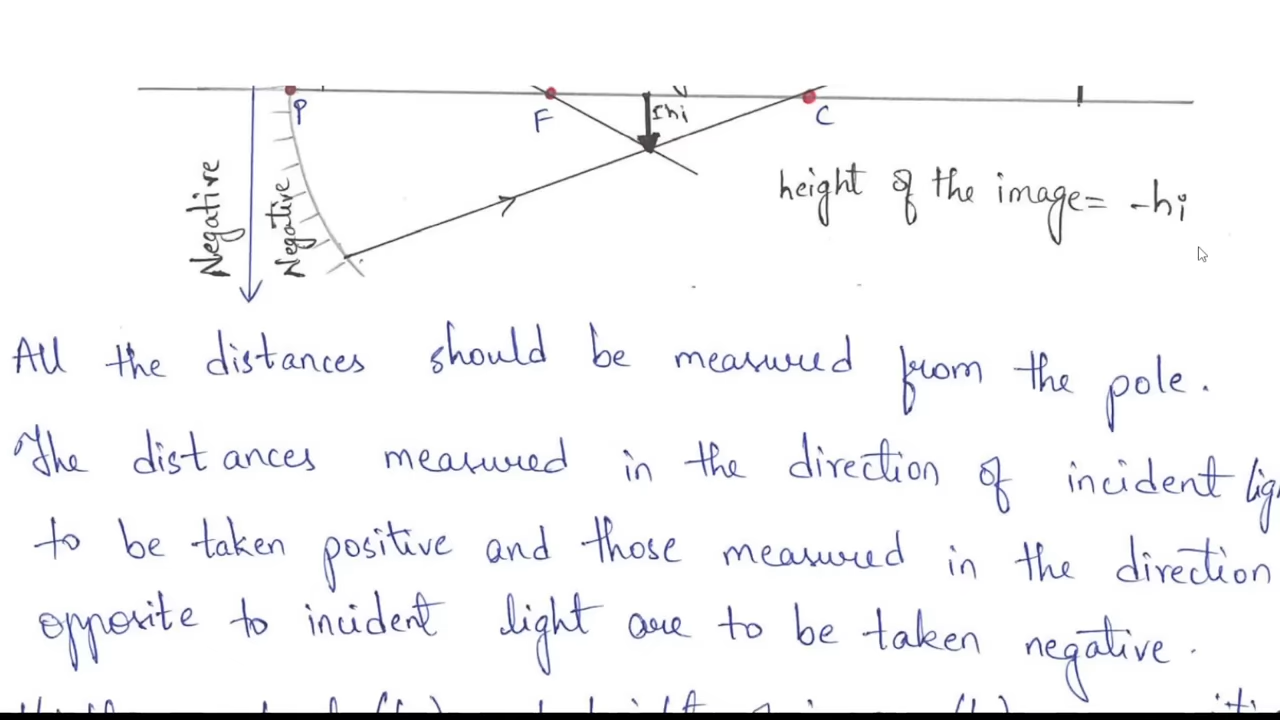 P
F
hi
C
Negative
Negative
height of the image = -hi
All the distances should be measured from the pole.
The distances measured in the direction of incident
to be taken positive and those measured in the direction
opposite to incident light are to be taken negative.